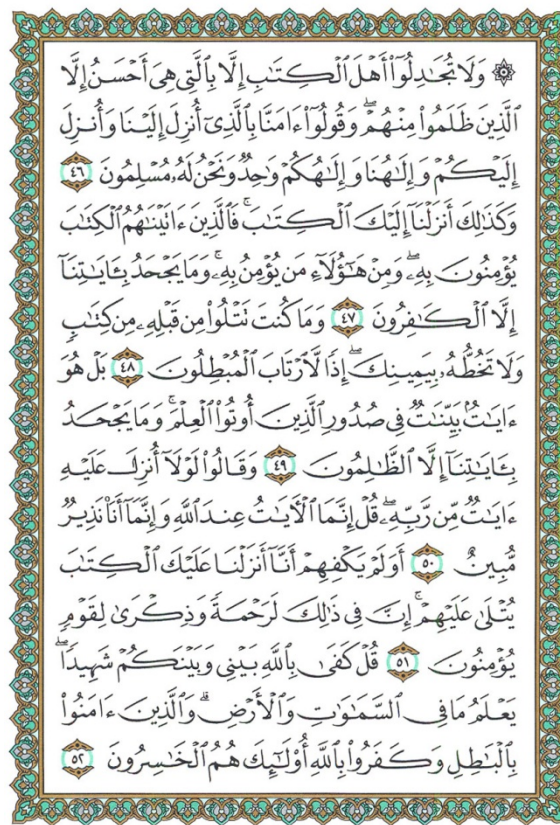 ۞ وَلَا تُجَٰدِلُوٓا۟ أَهْلَ ٱلْكِتَٰبِ إِلَّا بِٱلَّتِى هِىَ أَحْسَنُ إِلَّا
ٱلَّذِينَ ظَلَمُوا۟ مِنْهُمْ ۖ وَقُولُوٓا۟ ءَامَنَّا بِٱلَّذِىٓ أُنزِلَ إِلَيْنَا وَأُنزِلَ
إِلَيْكُمْ وَإِلَٰهُنَا وَإِلَٰهُكُمْ وَٰحِدٌ وَنَحْنُ لَهُۥ مُسْلِمُونَ ٤٦
وَكَذَٰلِكَ أَنزَلْنَآ إِلَيْكَ ٱلْكِتَٰبَ ۚ فَٱلَّذِينَ ءَاتَيْنَٰهُمُ ٱلْكِتَٰبَ
يُؤْمِنُونَ بِهِۦ ۖ وَمِنْ هَٰٓؤُلَآءِ مَن يُؤْمِنُ بِهِۦ ۚ وَمَا يَجْحَدُ بِـَٔايَٰتِنَآ
إِلَّا ٱلْكَٰفِرُونَ ٤٧ وَمَا كُنتَ تَتْلُوا۟ مِن قَبْلِهِۦ مِن كِتَٰبٍ
وَلَا تَخُطُّهُۥ بِيَمِينِكَ ۖ إِذًا لَّٱرْتَابَ ٱلْمُبْطِلُونَ ٤٨ بَلْ هُوَ
ءَايَٰتٌۢ بَيِّنَٰتٌ فِى صُدُورِ ٱلَّذِينَ أُوتُوا۟ ٱلْعِلْمَ ۚ وَمَا يَجْحَدُ
بِـَٔايَٰتِنَآ إِلَّا ٱلظَّٰلِمُونَ ٤٩ وَقَالُوا۟ لَوْلَآ أُنزِلَ عَلَيْهِ
ءَايَٰتٌ مِّن رَّبِّهِۦ ۖ قُلْ إِنَّمَا ٱلْءَايَٰتُ عِندَ ٱللَّهِ وَإِنَّمَآ أَنَا۠ نَذِيرٌ
مُّبِينٌ ٥٠ أَوَلَمْ يَكْفِهِمْ أَنَّآ أَنزَلْنَا عَلَيْكَ ٱلْكِتَٰبَ
يُتْلَىٰ عَلَيْهِمْ ۚ إِنَّ فِى ذَٰلِكَ لَرَحْمَةً وَذِكْرَىٰ لِقَوْمٍ
يُؤْمِنُونَ ٥١ قُلْ كَفَىٰ بِٱللَّهِ بَيْنِى وَبَيْنَكُمْ شَهِيدًا ۖ
يَعْلَمُ مَا فِى ٱلسَّمَٰوَٰتِ وَٱلْأَرْضِ ۗ وَٱلَّذِينَ ءَامَنُوا۟
بِٱلْبَٰطِلِ وَكَفَرُوا۟ بِٱللَّهِ أُو۟لَٰٓئِكَ هُمُ ٱلْخَٰسِرُونَ ٥٢